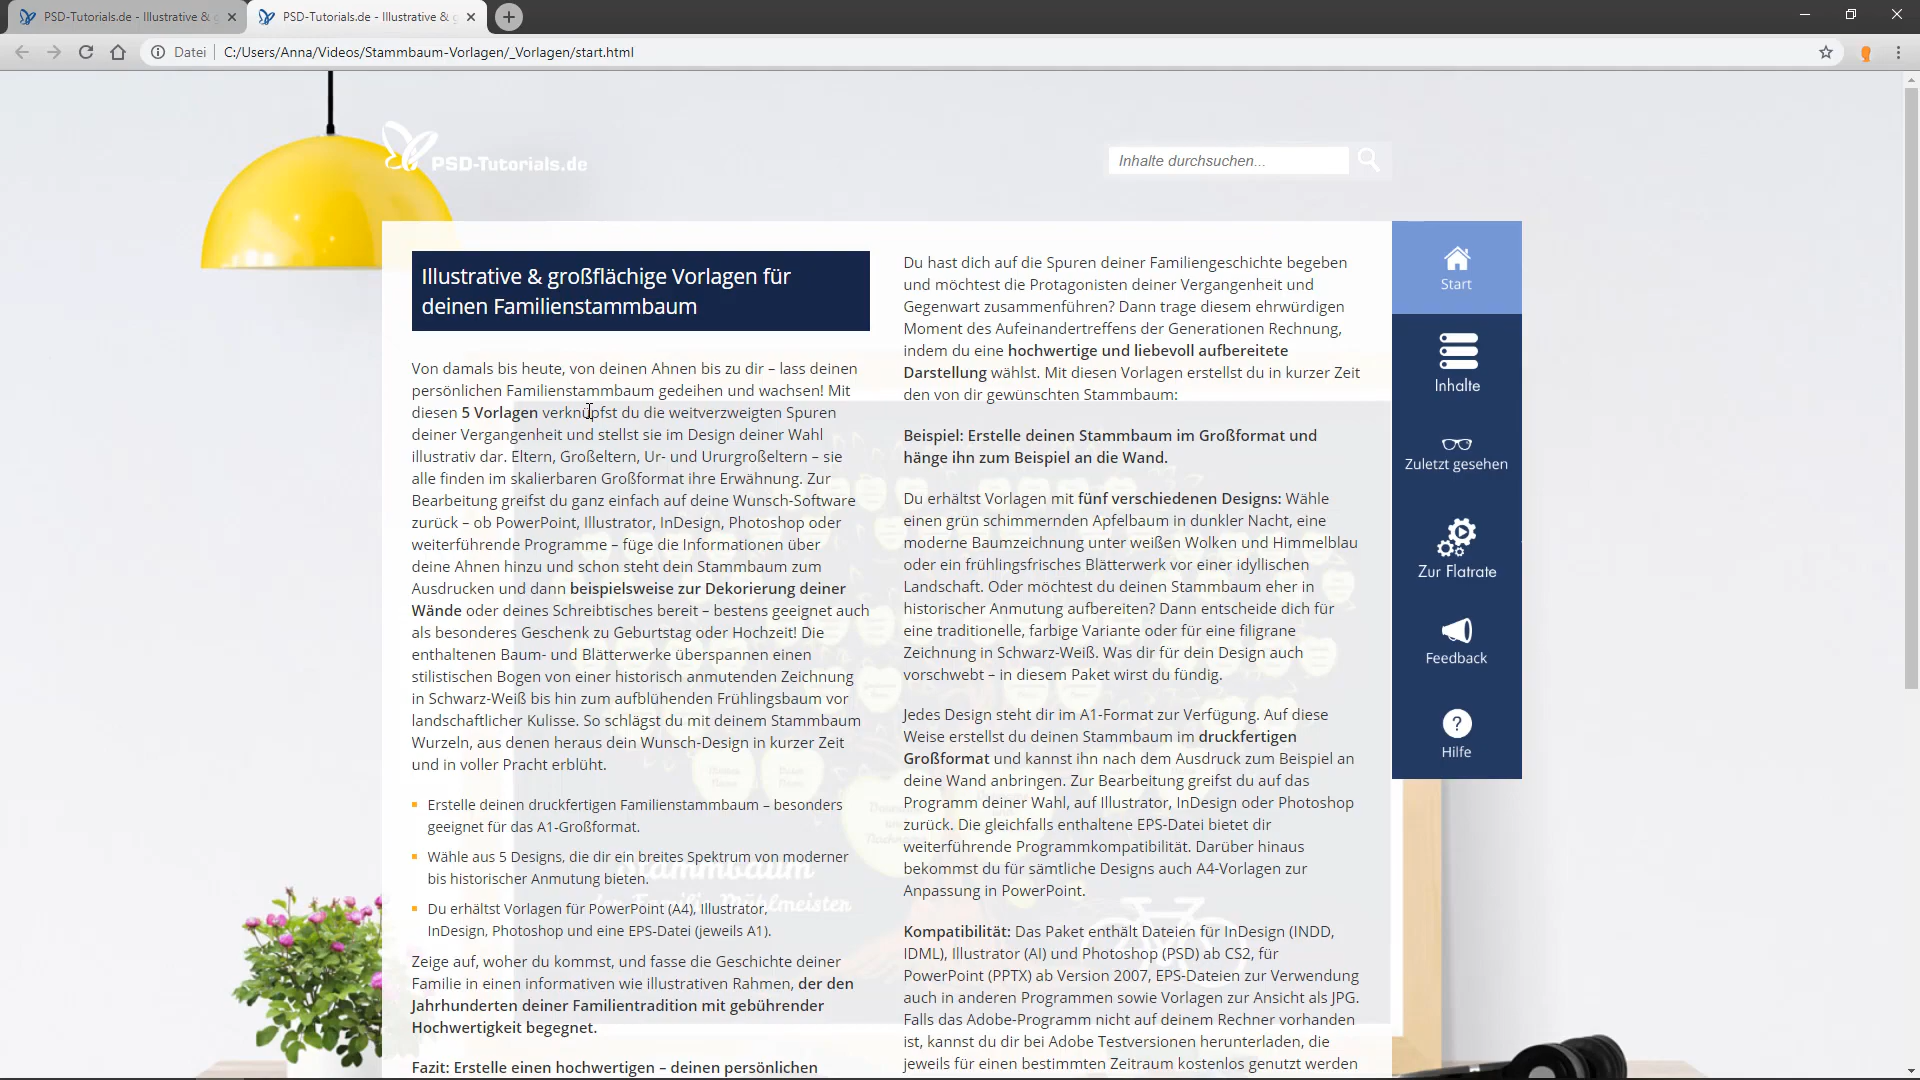 PSD-Tutorials.de - Illustrative &
PSD-Tutorials.de - Illustrative &
Datei
C:/Users/Anna/Videos/Stammbaum-Vorlagen/_Vorlagen/start.html
PSD-Tutorials.de
Inhalte durchsuchen...
Illustrative & großflächige Vorlagen für
deinen Familienstammbaum
Von damals bis heute, von deinen Ahnen bis zu dir – lass deinen
persönlichen Familienstammbaum gedeihen und wachsen! Mit
diesen 5 Vorlagen verknüpfst du die weitverzweigten Spuren
deiner Vergangenheit und stellst sie im Design deiner Wahl
illustrativ dar. Eltern, Großeltern, Ur- und Ururgroßeltern – sie
alle finden im skalierbaren Großformat ihre Erwähnung. Zur
Bearbeitung greifst du ganz einfach auf deine Wunsch-Software
zurück – ob PowerPoint, Illustrator, InDesign, Photoshop oder
weiterführende Programme – füge die Informationen über
deine Ahnen hinzu und schon steht dein Stammbaum zum
Ausdrucken und dann beispielsweise zur Dekorierung deiner
Wände oder deines Schreibtisches bereit – bestens geeignet auch
als besonderes Geschenk zu Geburtstag oder Hochzeit! Die
enthaltenen Baum- und Blätterwerke überspannen einen
stilistischen Bogen von einer historisch anmutenden Zeichnung
in Schwarz-Weiß bis hin zum aufblühenden Frühlingsbaum vor
landschaftlicher Kulisse. So schlägst du mit deinem Stammbaum
Wurzeln, aus denen heraus dein Wunsch-Design in kurzer Zeit
und in voller Pracht erblüht.
Erstelle deinen druckfertigen Familienstammbaum – besonders
geeignet für das A1-Großformat.
Wähle aus 5 Designs, die dir ein breites Spektrum von moderner
bis historischer Anmutung bieten.
Du erhältst Vorlagen für PowerPoint (A4), Illustrator,
InDesign, Photoshop und eine EPS-Datei (jeweils A1).
Zeige auf, woher du kommst, und fasse die Geschichte deiner
Familie in einen informativen wie illustrativen Rahmen, der den
Jahrhunderten deiner Familientradition mit gebührender
Hochwertigkeit begegnet.
Fazit: Erstelle einen hochwertigen – deinen persönlichen
Du hast dich auf die Spuren deiner Familiengeschichte begeben
und möchtest die Protagonisten deiner Vergangenheit und
Gegenwart zusammenführen? Dann trage diesem ehrwürdigen
Moment des Aufeinandertreffens der Generationen Rechnung,
indem du eine hochwertige und liebevoll aufbereitete
Darstellung wählst. Mit diesen Vorlagen erstellst du in kurzer Zeit
den von dir gewünschten Stammbaum:
Beispiel: Erstelle deinen Stammbaum im Großformat und
hänge ihn zum Beispiel an die Wand.
Du erhältst Vorlagen mit fünf verschiedenen Designs: Wähle
einen grün schimmernden Apfelbaum in dunkler Nacht, eine
moderne Baumzeichnung unter weißen Wolken und Himmelblau
oder ein frühlingsfrisches Blätterwerk vor einer idyllischen
Landschaft. Oder möchtest du deinen Stammbaum eher in
historischer Anmutung aufbereiten? Dann entscheide dich für
eine traditionelle, farbige Variante oder für eine filigrane
Zeichnung in Schwarz-Weiß. Was dir für dein Design auch
vorschwebt – in diesem Paket wirst du fündig.
Jedes Design steht dir im A1-Format zur Verfügung. Auf diese
Weise erstellst du deinen Stammbaum im druckfertigen
Großformat und kannst ihn nach dem Ausdruck zum Beispiel an
deine Wand anbringen. Zur Bearbeitung greifst du auf das
Programm deiner Wahl, auf Illustrator, InDesign oder Photoshop
zurück. Die gleichfalls enthaltene EPS-Datei bietet dir
weiterführende Programmkompatibilität. Darüber hinaus
bekommst du für sämtliche Designs auch A4-Vorlagen zur
Anpassung in PowerPoint.
Kompatibilität: Das Paket enthält Dateien für InDesign (INDD,
IDML), Illustrator (AI) und Photoshop (PSD) ab CS2, für
PowerPoint (PPTX) ab Version 2007, EPS-Dateien zur Verwendung
auch in anderen Programmen sowie Vorlagen zur Ansicht als JPG.
Falls das Adobe-Programm nicht auf deinem Rechner vorhanden
ist, kannst du dir bei Adobe Testversionen herunterladen, die
jeweils für einen bestimmten Zeitraum kostenlos genutzt werden
Stammbaum
der Familie Mühlmeister
Start
Inhalte
Zuletzt gesehen
Zur Flatrate
Feedback
?
Hilfe